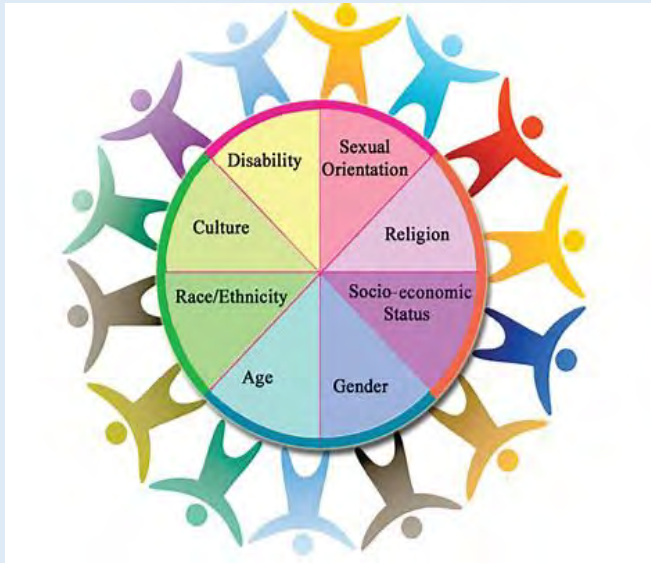 Disability
Sexual
Orientation
Culture
Religion
Race/Ethnicity
Socio-economic
Status
Age
Gender